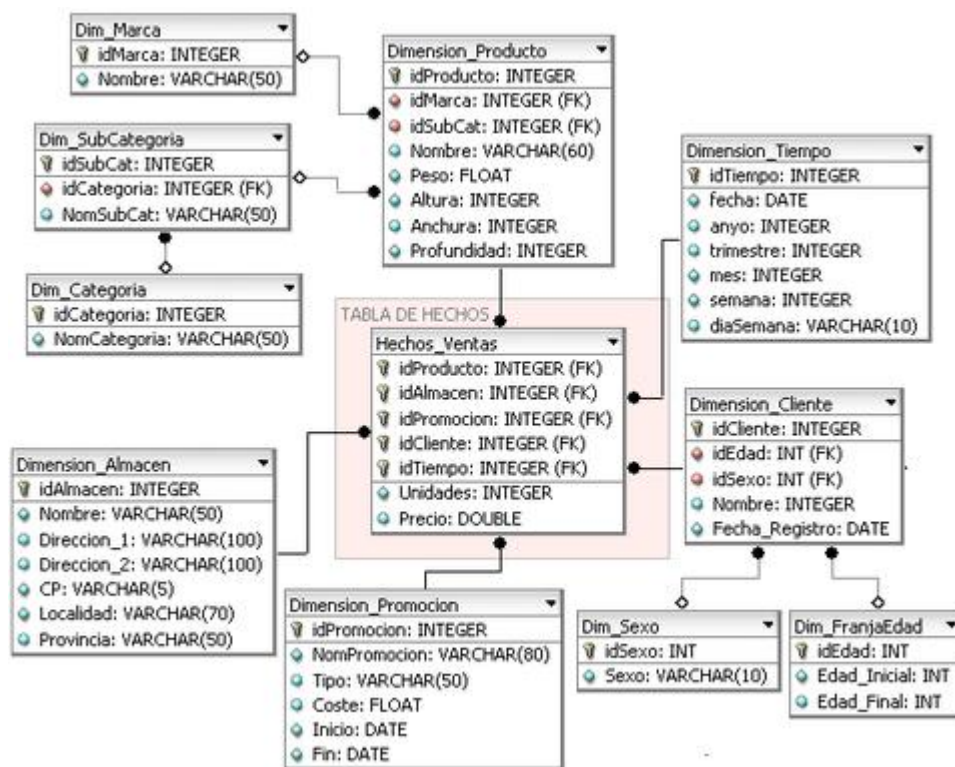 Dim_Marca
idMarca: INTEGER
Nombre: VARCHAR(50)
Dimension_Producto
idProducto: INTEGER
idMarca: INTEGER (FK)
idSubCat: INTEGER (FK)
Nombre: VARCHAR(60)
Peso: FLOAT
Altura: INTEGER
Anchura: INTEGER
Profundidad: INTEGER
Dim_SubCategoria
idSubCat: INTEGER
idCategoria: INTEGER (FK)
NomSubCat: VARCHAR(50)
Dimension_Tiempo
idTiempo: INTEGER
fecha: DATE
anyo: INTEGER
trimestre: INTEGER
mes: INTEGER
semana: INTEGER
diaSemana: VARCHAR(10)
Dim_Categoria
idCategoria: INTEGER
NomCategoria: VARCHAR(50)
TABLA DE HECHOS
Hechos_Ventas
idProducto: INTEGER (FK)
idAlmacen: INTEGER (FK)
idPromocion: INTEGER (FK)
idCliente: INTEGER (FK)
idTiempo: INTEGER (FK)
Unidades: INTEGER
Precio: DOUBLE
Dimension_Cliente
idCliente: INTEGER
idEdad: INT (FK)
idSexo: INT (FK)
Nombre: INTEGER
Fecha_Registro: DATE
Dimension_Almacen
idAlmacen: INTEGER
Nombre: VARCHAR(50)
Direccion_1: VARCHAR(100)
Direccion_2: VARCHAR(100)
CP: VARCHAR(5)
Localidad: VARCHAR(70)
Provincia: VARCHAR(50)
Dimension_Promocion
idPromocion: INTEGER
NomPromocion: VARCHAR(80)
Tipo: VARCHAR(50)
Coste: FLOAT
Inicio: DATE
Fin: DATE
Dim_Sexo
idSexo: INT
Sexo: VARCHAR(10)
Dim_FranjaEdad
idEdad: INT
Edad_Inicial: INT
Edad_Final: INT